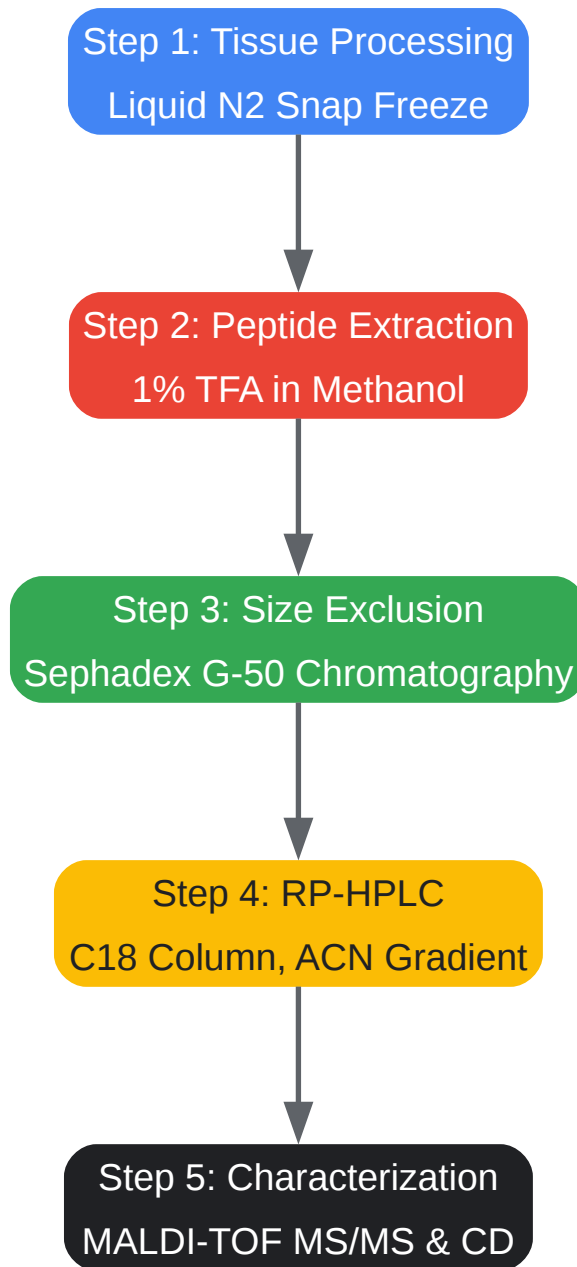 Step 1: Tissue Processing
Liquid N2 Snap Freeze
Step 2: Peptide Extraction
1% TFA in Methanol
Step 3: Size Exclusion
Sephadex G-50 Chromatography
Step 4: RP-HPLC
C18 Column, ACN Gradient
Step 5: Characterization
MALDI-TOF MS/MS & CD